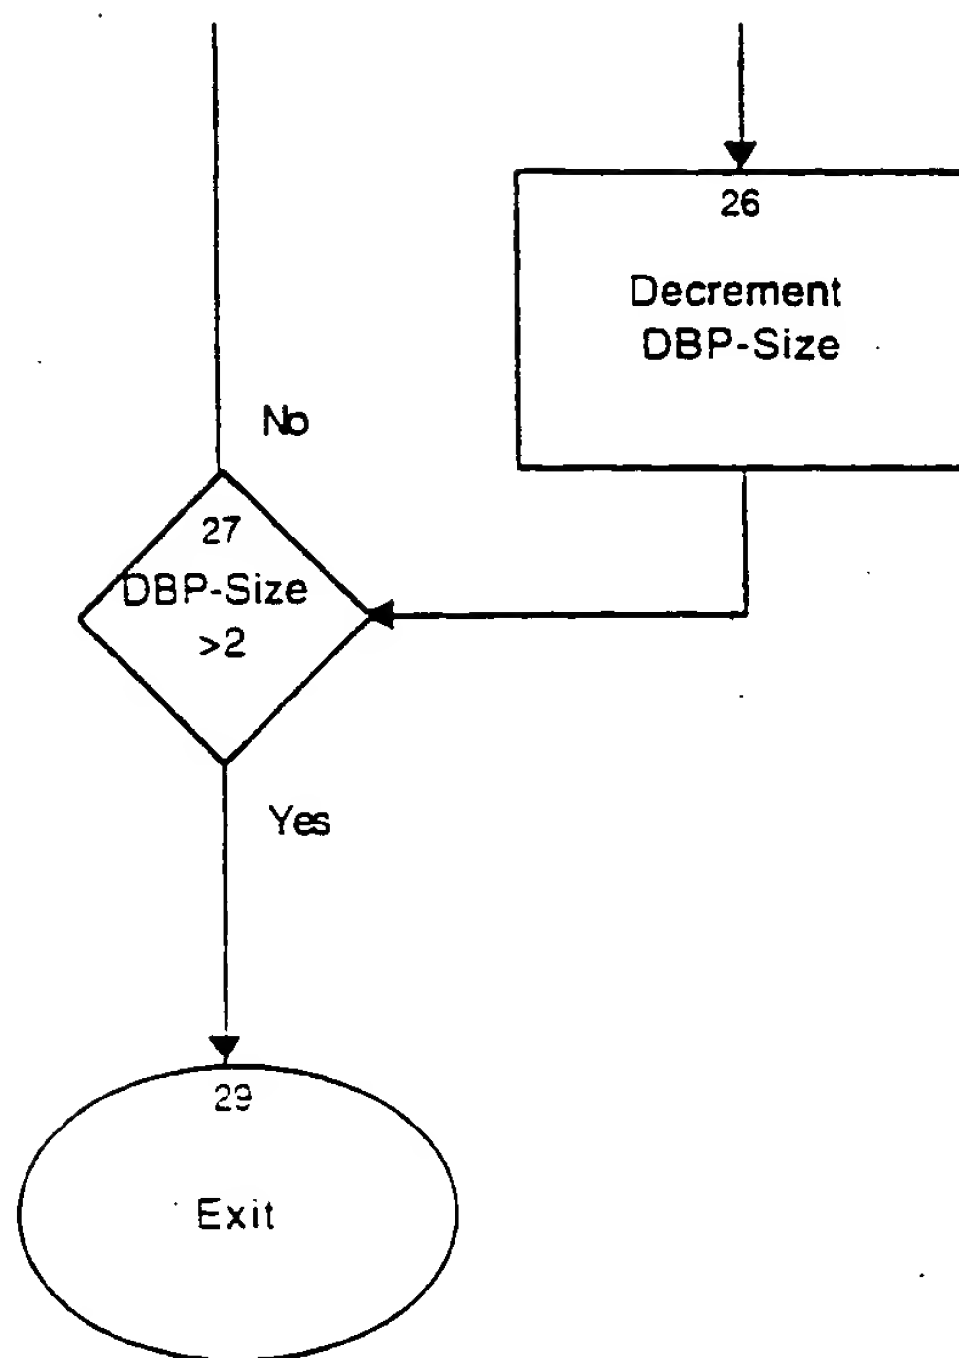 26
Decrement
DBP-Size
No
27
DBP-Size
>2
Yes
29
Exit